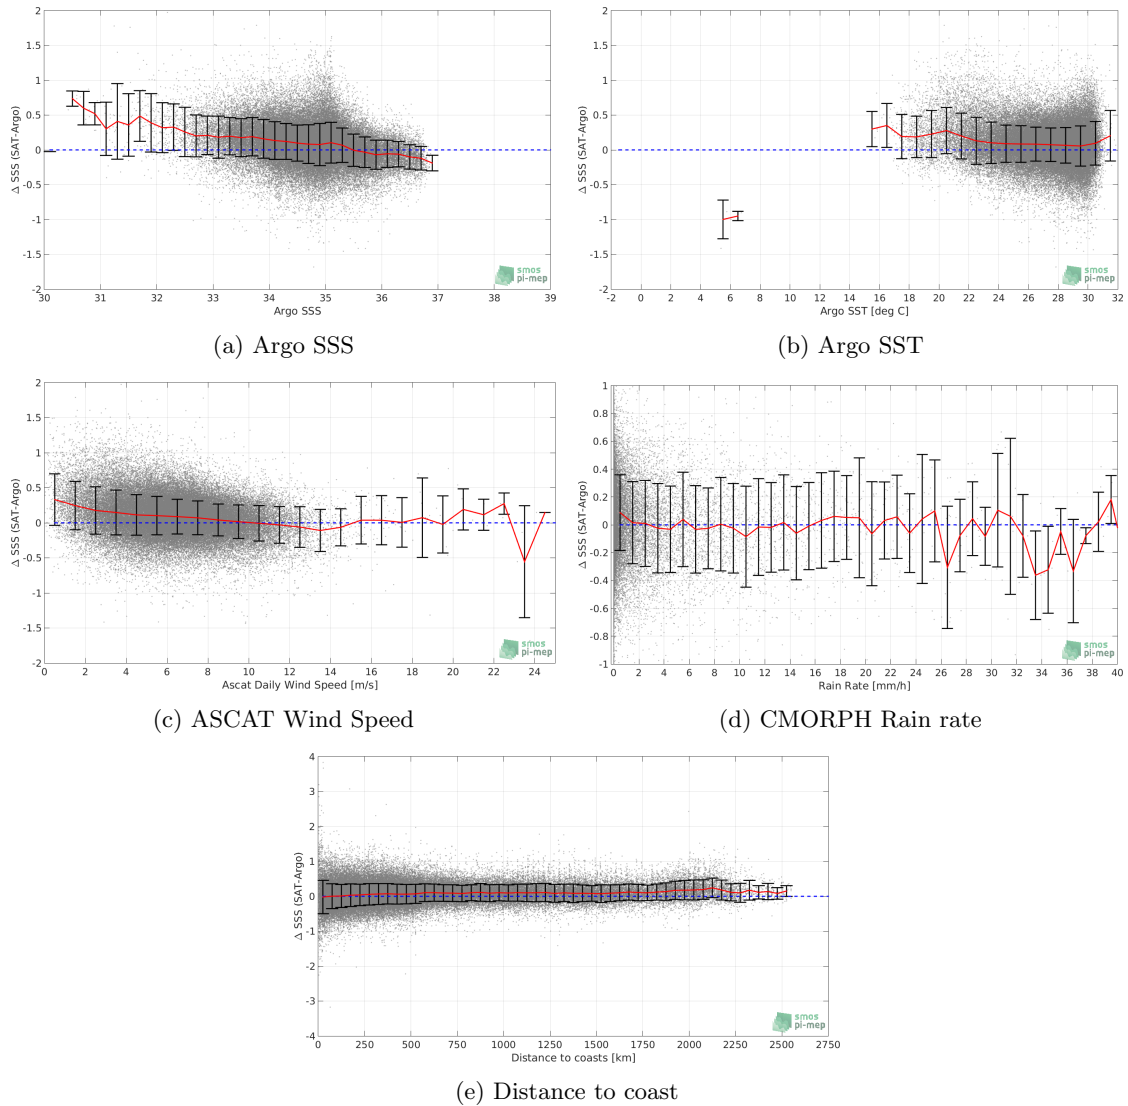 2
1.5
1
0.5
0
-0.5
-1
-1.5
-2
Δ SSS (SAT-Argo)
30 31 32 33 34 35 36 37 38 39
Argo SSS
smos
pi-mep
(a) Argo SSS
2
1.5
1
0.5
0
-0.5
-1
-1.5
-2
Δ SSS (SAT-Argo)
-2 0 2 4 6 8 10 12 14 16 18 20 22 24 26 28 30 32
Argo SST [deg C]
smos
pi-mep
(b) Argo SST
2
1.5
1
0.5
0
-0.5
-1
-1.5
-2
Δ SSS (SAT-Argo)
0 2 4 6 8 10 12 14 16 18 20 22 24
Ascat Daily Wind Speed [m/s]
smos
pi-mep
(c) ASCAT Wind Speed
1
0.8
0.6
0.4
0.2
0
-0.2
-0.4
-0.6
-0.8
-1
Δ SSS (SAT-Argo)
0 2 4 6 8 10 12 14 16 18 20 22 24 26 28 30 32 34 36 38 40
Rain Rate [mm/h]
smos
pi-mep
(d) CMORPH Rain rate
4
3
2
1
0
-1
-2
-3
-4
Δ SSS (SAT-Argo)
0 250 500 750 1000 1250 1500 1750 2000 2250 2500 2750
Distance to coasts [km]
smos
pi-mep
(e) Distance to coast